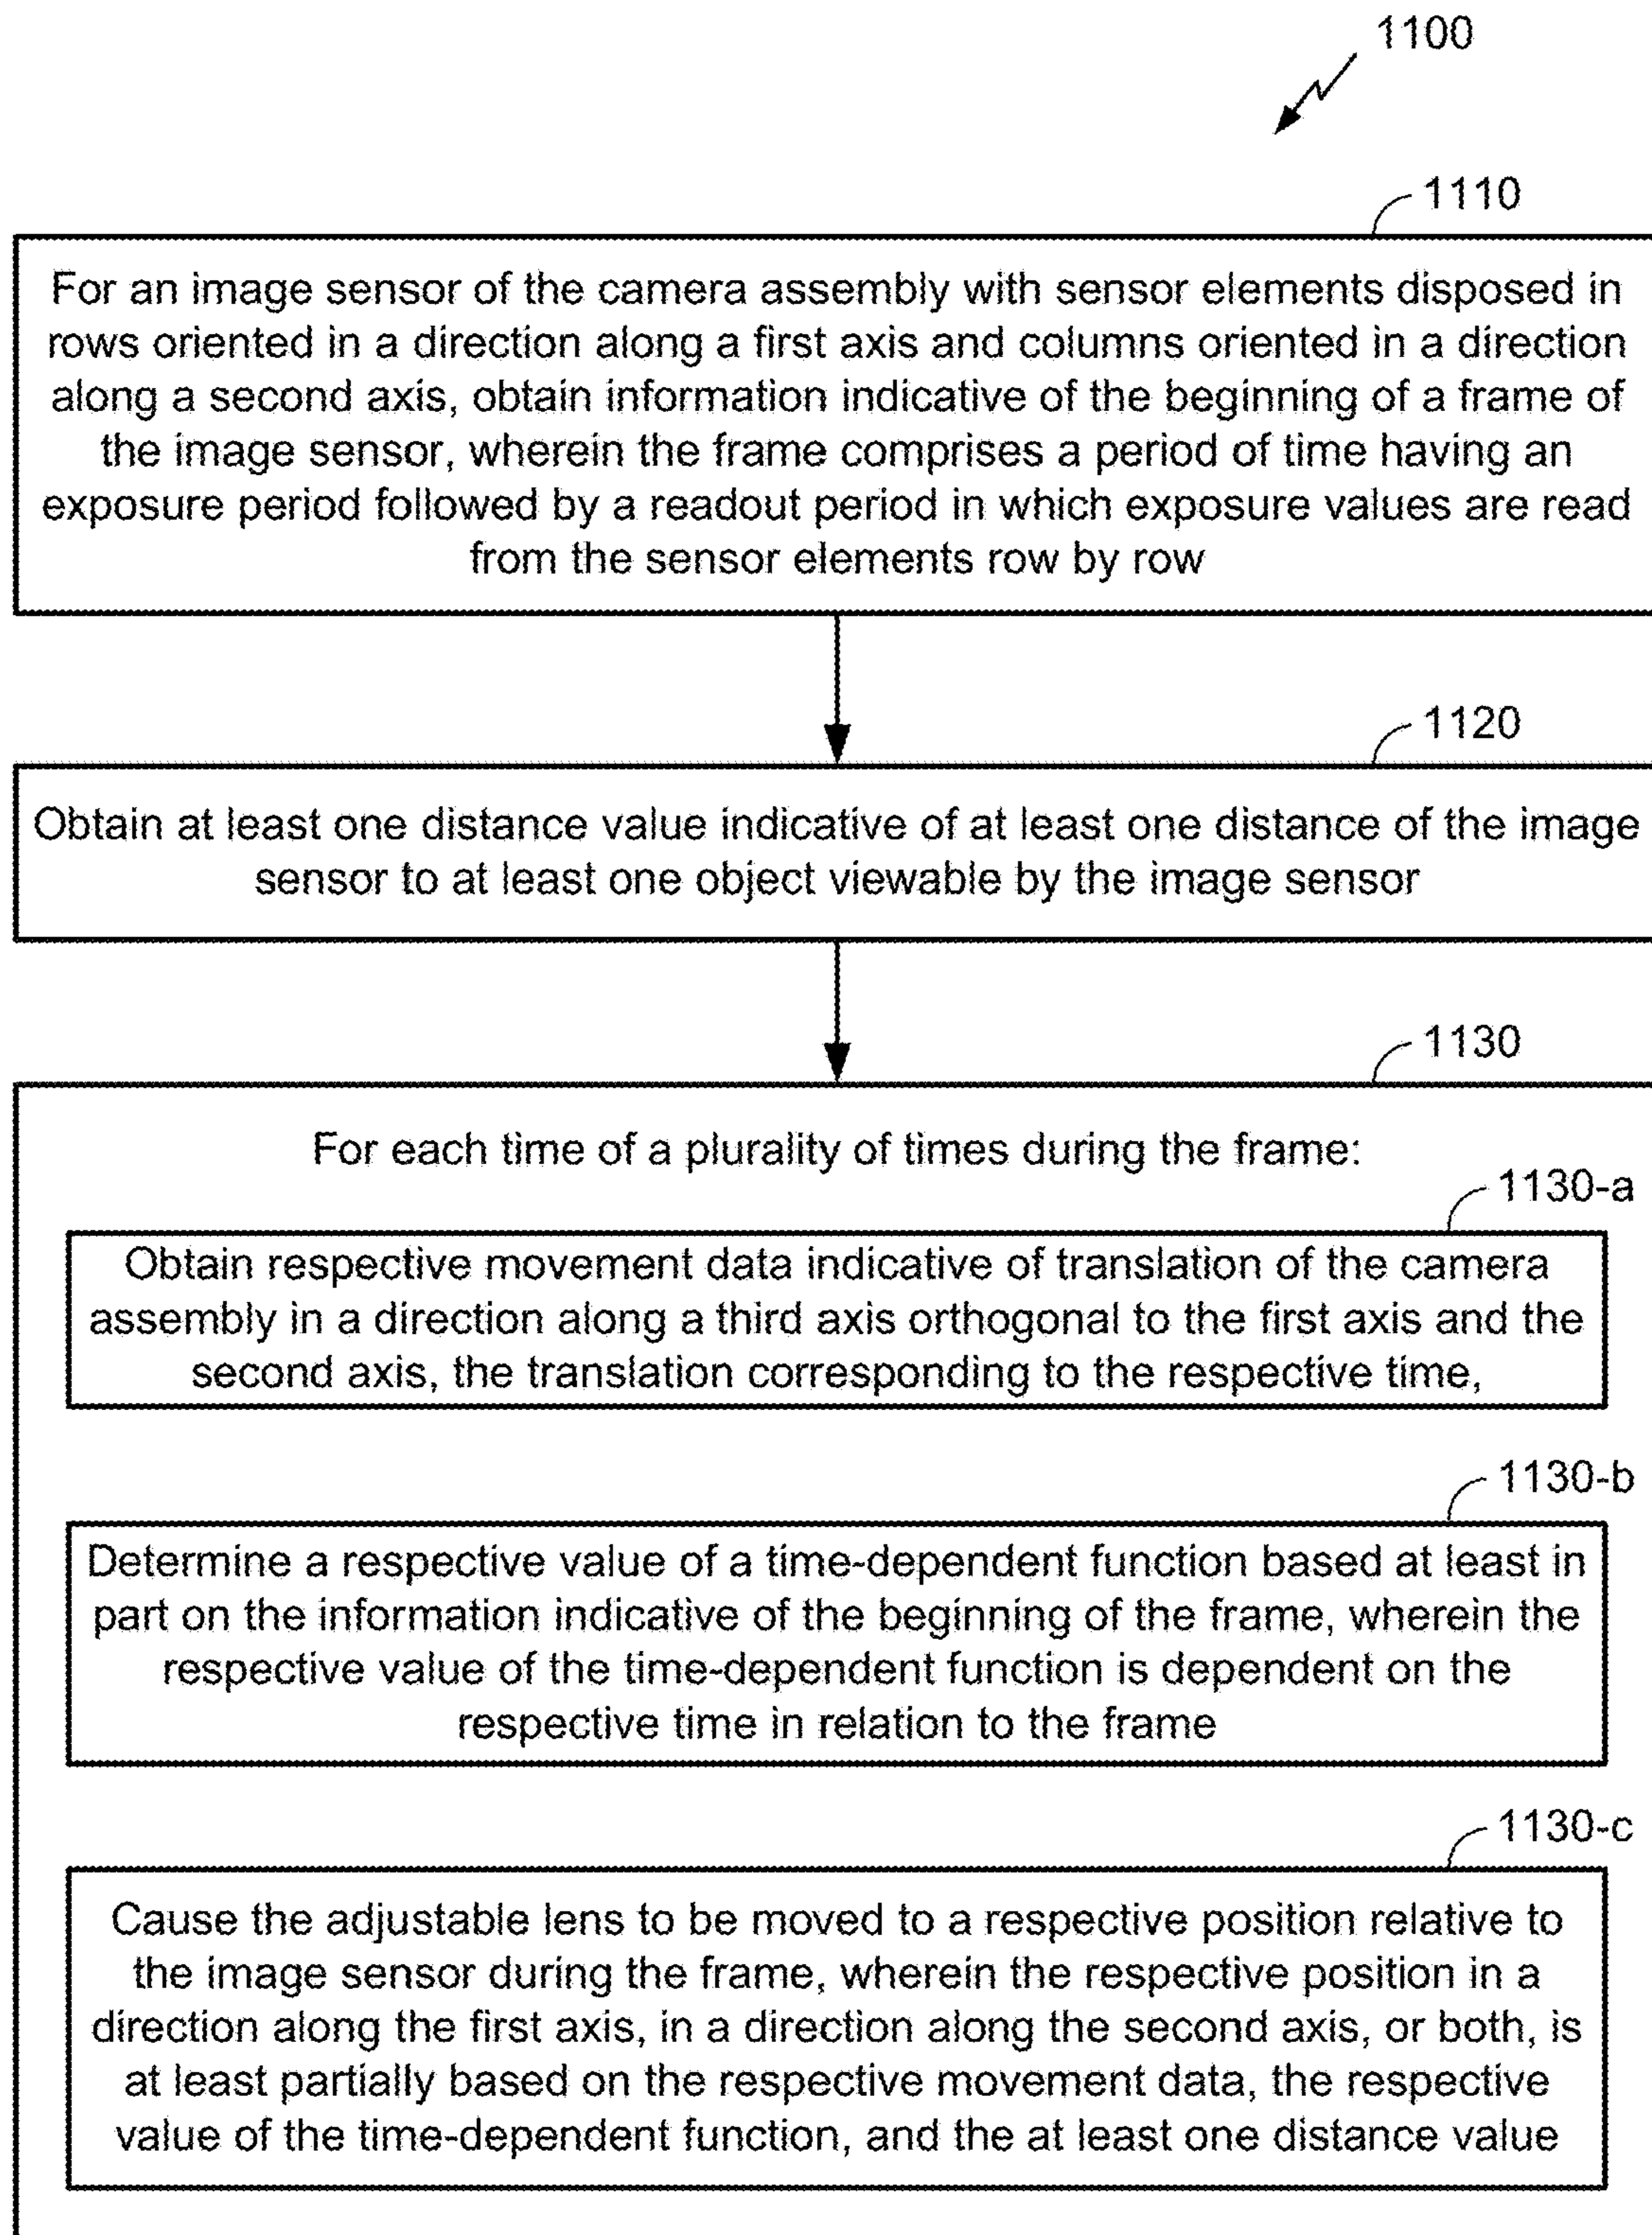 1100
1110
For an image sensor of the camera assembly with sensor elements disposed in
rows oriented in a direction along a first axis and columns oriented in a direction
along a second axis, obtain information indicative of the beginning of a frame of
the image sensor, wherein the frame comprises a period of time having an
exposure period followed by a readout period in which exposure values are read
from the sensor elements row by row
1120
Obtain at least one distance value indicative of at least one distance of the image
sensor to at least one object viewable by the image sensor
1130
For each time of a plurality of times during the frame:
1130-a
Obtain respective movement data indicative of translation of the camera
assembly in a direction along a third axis orthogonal to the first axis and the
second axis, the translation corresponding to the respective time,
1130-b
Determine a respective value of a time-dependent function based at least in
part on the information indicative of the beginning of the frame, wherein the
respective value of the time-dependent function is dependent on the
respective time in relation to the frame
1130-c
Cause the adjustable lens to be moved to a respective position relative to
the image sensor during the frame, wherein the respective position in a
direction along the first axis, in a direction along the second axis, or both, is
at least partially based on the respective movement data, the respective
value of the time-dependent function, and the at least one distance value